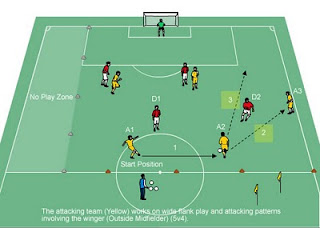 D2
A3
3
No Play Zone
D1
A1
A2
2
1
Start Position
The attacking team (Yellow) works on wide flank play and attacking patterns
involving the winger (Outside Midfielder) (5v4).